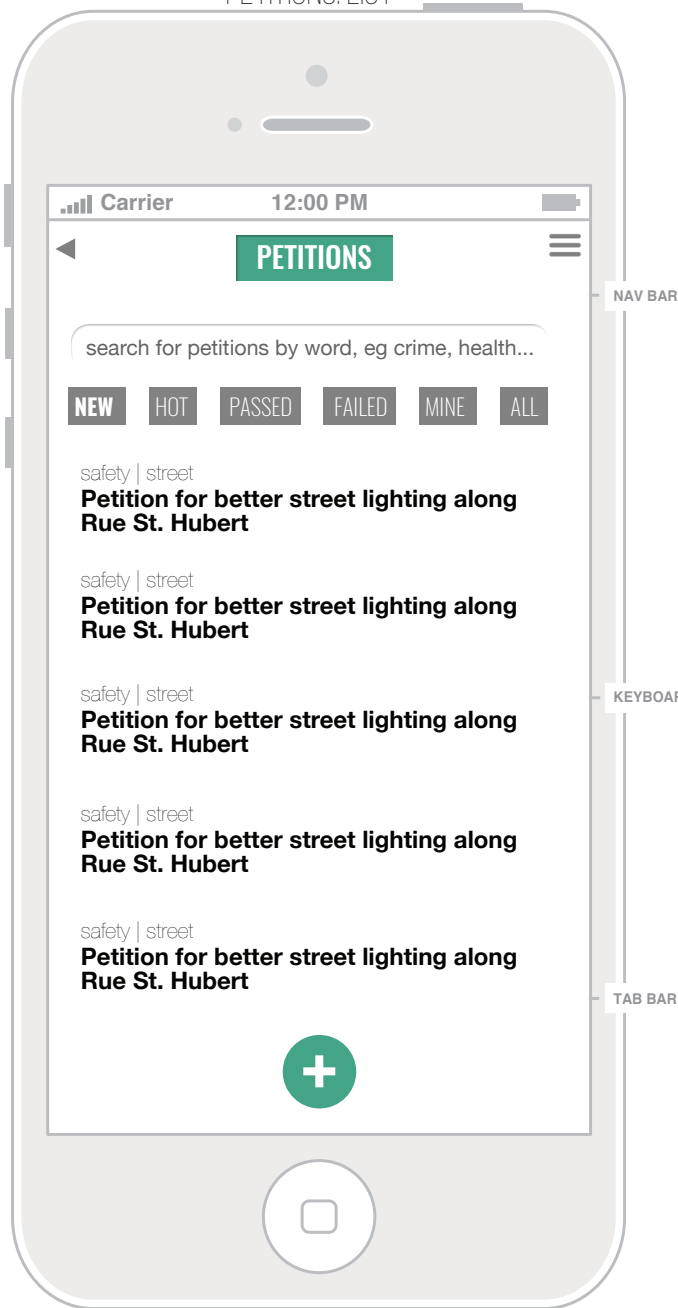 Carrier 12:00 PM
PETITIONS
NAV BAR
search for petitions by word, eg crime, health...
NEW HOT PASSED FAILED MINE ALL
safety | street
Petition for better street lighting along
Rue St. Hubert
safety | street
Petition for better street lighting along
Rue St. Hubert
safety | street
KEYBOAR
Petition for better street lighting along
Rue St. Hubert
safety | street
Petition for better street lighting along
Rue St. Hubert
safety | street
Petition for better street lighting along
Rue St. Hubert
TAB BAR